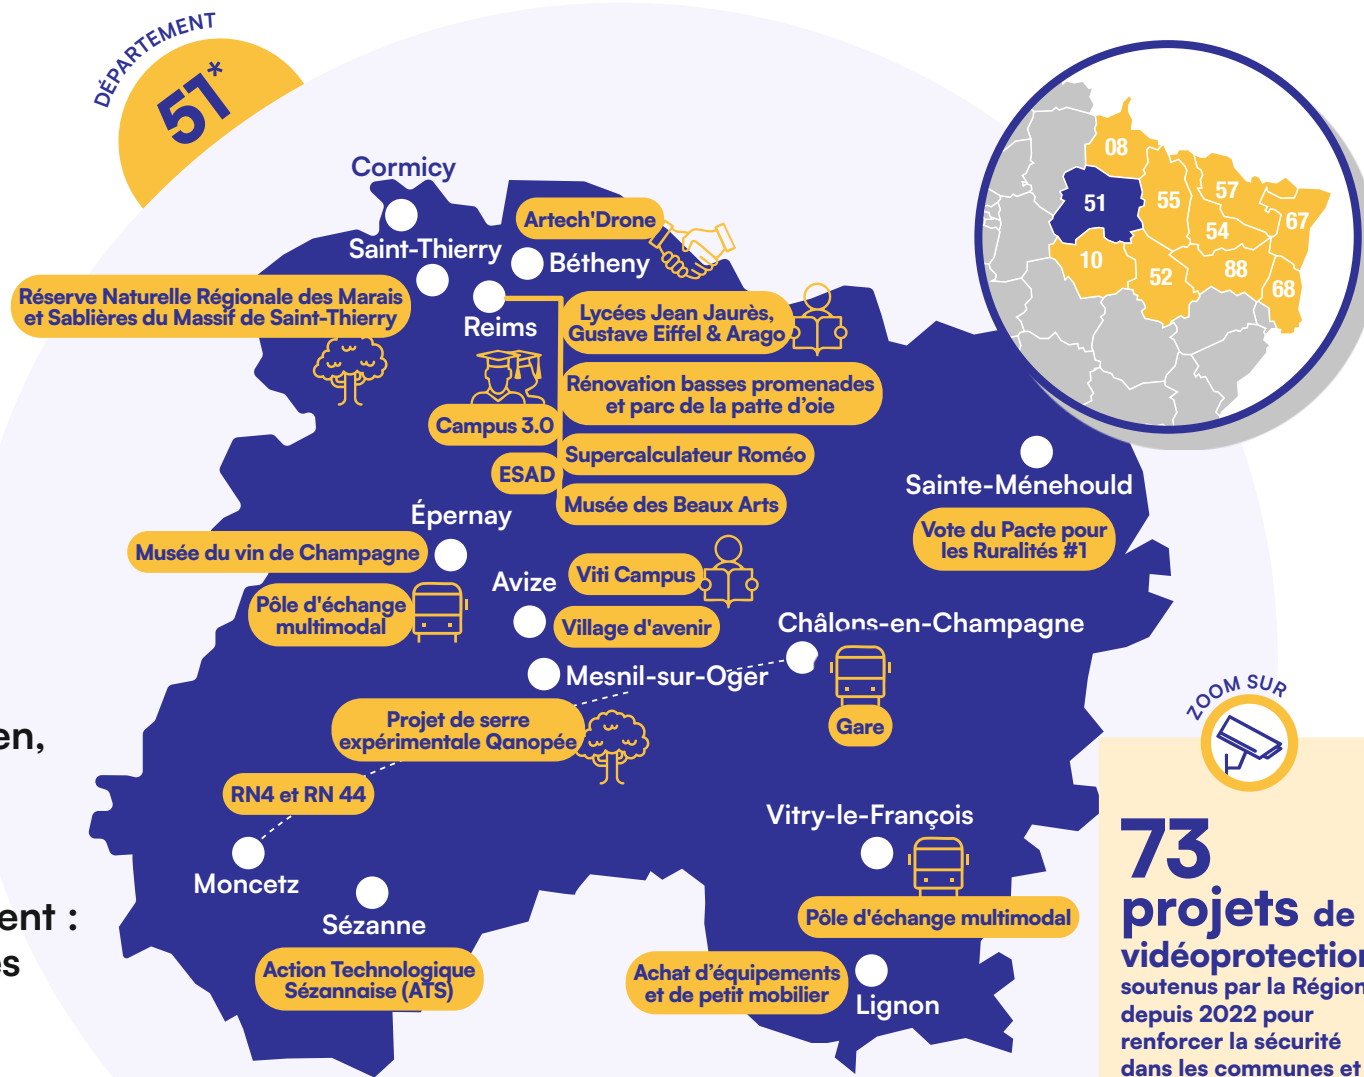 DÉPARTEMENT
51*
Cormicy
Saint-Thierry
Réserve Naturelle Régionale des Marais
et Sablières du Massif de Saint-Thierry
Artech'Drone
Bétheny
Reims
Lycées Jean Jaurès,
Gustave Eiffel & Arago
Rénovation basses promenades
et parc de la patte d'oie
Campus 3.0
Supercalculateur Roméo
ESAD
Musée des Beaux Arts
08
51
55
57
67
54
10
52
88
68
Sainte-Ménehould
Vote du Pacte pour
les Ruralités #1
Épernay
Musée du vin de Champagne
Pôle d'échange
multimodal
Avize
Viti Campus
Village d'avenir
Châlons-en-Champagne
Gare
Mesnil-sur-Oger
Projet de serre
expérimentale Qanopée
RN4 et RN 44
Moncetz
Sézanne
Action Technologique
Sézannaise (ATS)
Vitry-le-François
Pôle d'échange multimodal
Achat d'équipements
et de petit mobilier
Lignon
en,
ent :
es
ZOOM SUR
73
projets de
vidéoprotection
soutenus par la Région
depuis 2022 pour
renforcer la sécurité
dans les communes et